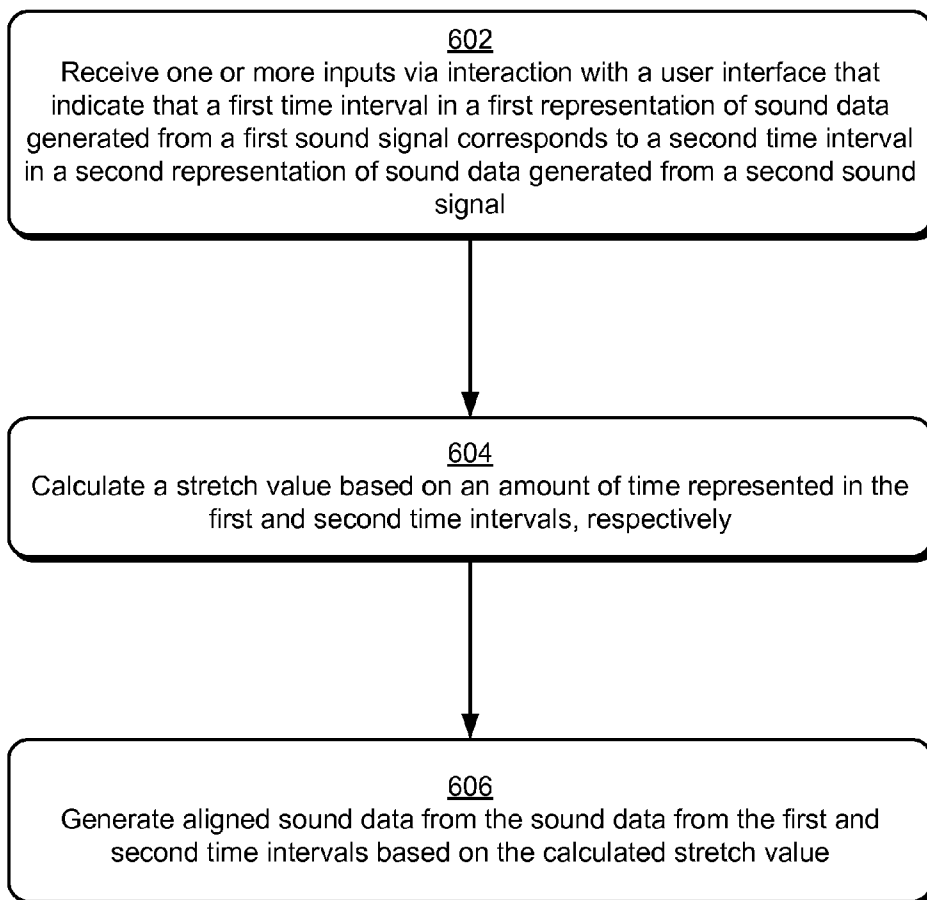 602
Receive one or more inputs via interaction with a user interface that
indicate that a first time interval in a first representation of sound data
generated from a first sound signal corresponds to a second time interval
in a second representation of sound data generated from a second sound
signal
604
Calculate a stretch value based on an amount of time represented in the
first and second time intervals, respectively
606
Generate aligned sound data from the sound data from the first and
second time intervals based on the calculated stretch value